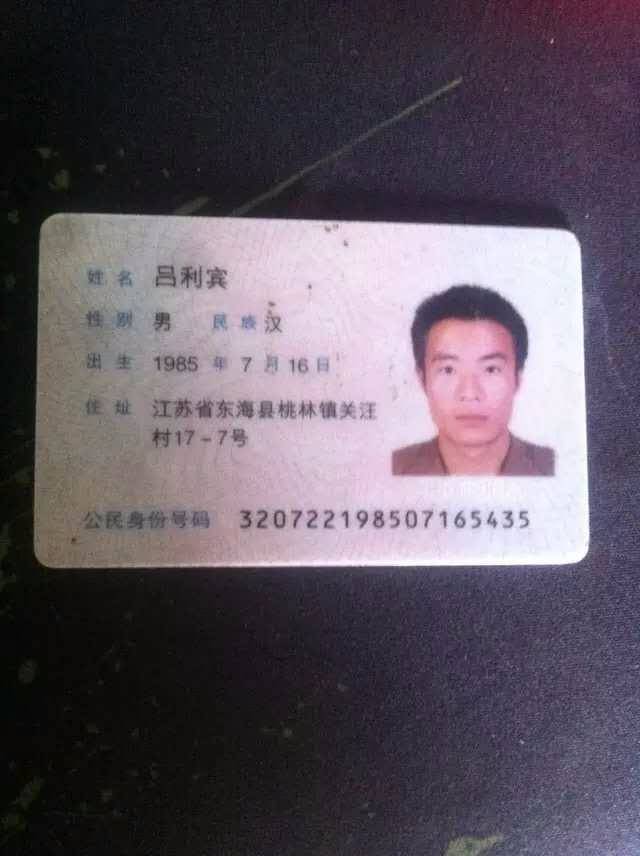 姓名 吕利宾
性别 男 民族 汉
出生 1985 年 7 月 16 日
住址 江苏省东海县桃林镇关汪
村17-7号
公民身份号码 320722198507165435